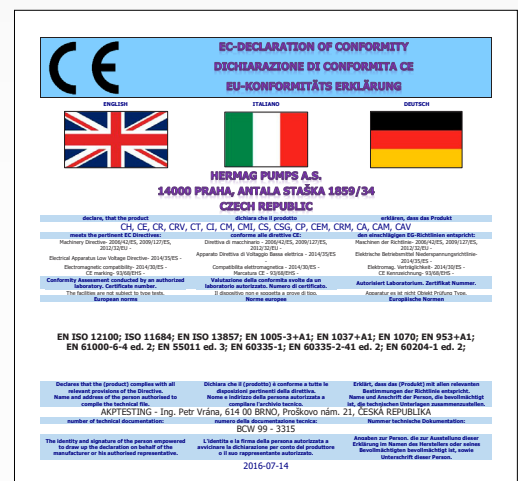 CE
EC-DECLARATION OF CONFORMITY
DICHIARAZIONE DI CONFORMITA CE
EU-KONFORMITÄTS ERKLÄRUNG
ENGLISH
ITALIANO
DEUTSCH
HERMAG PUMPS A.S.
14000 PRAHA, ANTALA STAŠKA 1859/34
CZECH REPUBLIC
declare, that the product
dichiara che il prodotto
erklären, dass das Produkt
CH, CE, CR, CRV, CT, CI, CM, CMI, CS, CSG, CP, CEM, CRM, CA, CAM, CAV
meets the pertinent EC Directives:
conforme alle direttive CE:
den einschlägigen EG-Richtlinien entspricht:
Machinery Directive- 2006/42/ES, 2009/127/ES,
2012/32/EU -
Electrical Apparatus Low Voltage Directive- 2014/35/ES
-
Electromagnetic compatibility- 2014/30/ES -
CE marking- 93/68/EHS -
Direttiva di macchinario - 2006/42/ES, 2009/127/ES,
2012/32/EU -
Apparato Direttiva di Voltaggio Bassa elettrica - 2014/35/ES
-
Compatibilita elettromagnetica - 2014/30/ES -
Marcatura CE - 93/68/EHS -
Maschinen der Richtlinie- 2006/42/ES, 2009/127/ES,
2012/32/EU -
Elektrische Betriebsmittel Niederspannungsrichtlinie-
2014/35/ES -
Elektromag. Verträglichkeit- 2014/30/ES -
CE Kennzeichnung- 93/68/EHS -
Conformity Assessment conducted by an authorized
laboratory. Certificate number.
Valutazione della conformità svolte da un
laboratorio autorizzato. Numero di certificato.
Autorisiert Laboratorium. Zertifikat Nummer.
The facilities are not subject to type tests.
Il dispositivo non e soggetta a prove di tipo.
Apparatur es ist nicht Objekt Prüfung Type.
European norms
Norme europee
Europäische Normen
EN ISO 12100; ISO 11684; EN ISO 13857; EN 1005-3+A1; EN 1037+A1; EN 1070; EN 953+A1;
EN 61000-6-4 ed. 2; EN 55011 ed. 3; EN 60335-1; EN 60335-2-41 ed. 2; EN 60204-1 ed. 2;
Declares that the (product) complies with all
relevant provisions of the Directive.
Name and address of the person authorised to
compile the technical file.
Dichiara che il (prodotto) è conforme a tutte le
disposizioni pertinenti della direttiva.
Nome e indirizzo della persona autorizzata a
compilare l'archivio tecnico.
Erklärt, dass das (Produkt) mit allen relevanten
Bestimmungen der Richtlinie entspricht.
Name und Anschrift der Person, die bevollmächtigt
ist, die technischen Unterlagen zusammenzustellen.
AKPTESTING - Ing. Petr Vrána, 614 00 BRNO, Proškovo nám. 21, ČESKÁ REPUBLIKA
number of technical documentation:
numero della documentazione tecnica:
Nummer technische Dokumentation:
BCW 99 - 3315
The identity and signature of the person empowered
to draw up the declaration on behalf of the
manufacturer or his authorised representative.
L'identita e la firma della persona autorizzata a
avvicinare la dichiarazione per conto del produttore
o il suo rappresentante autorizzato.
Angaben zur Person. die zur Ausstellung dieser
Erklärung im Namen des Herstellers oder seines
Bevollmächtigten bevollmächtigt ist, sowie
Unterschrift dieser Person.
2016-07-14